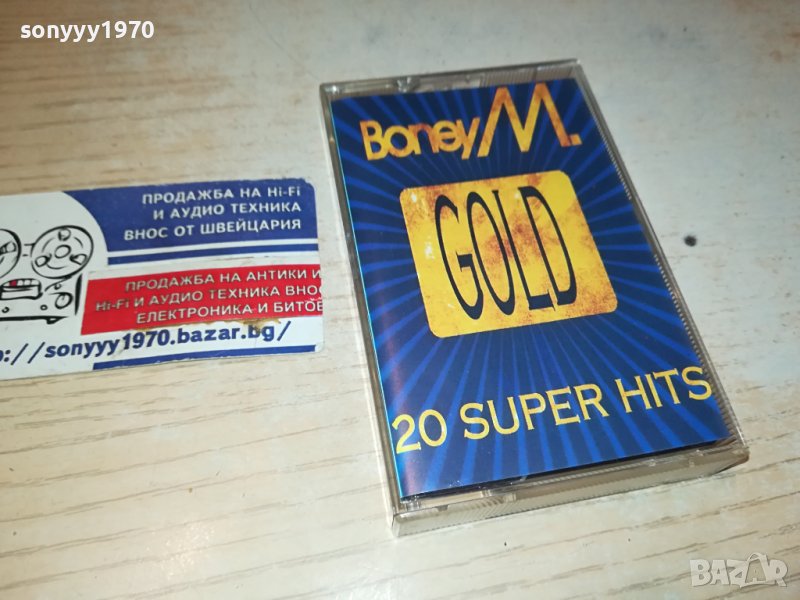 sonyyy1970
ПРОДАЖБА НА Hi-Fi
И АУДИО ТЕХНИКА
ВНОС ОТ ШВЕЙЦАРИЯ
ПРОДАЖБА НА АНТИКИ И
Hi-Fi И АУДИО ТЕХНИКА ВНОС
ЕЛЕКТРОНИКА И БИТОВ
p://sonyyy1970.bazar.bg/
Boney M.
GOLD
20 SUPER HITS
BAZAR